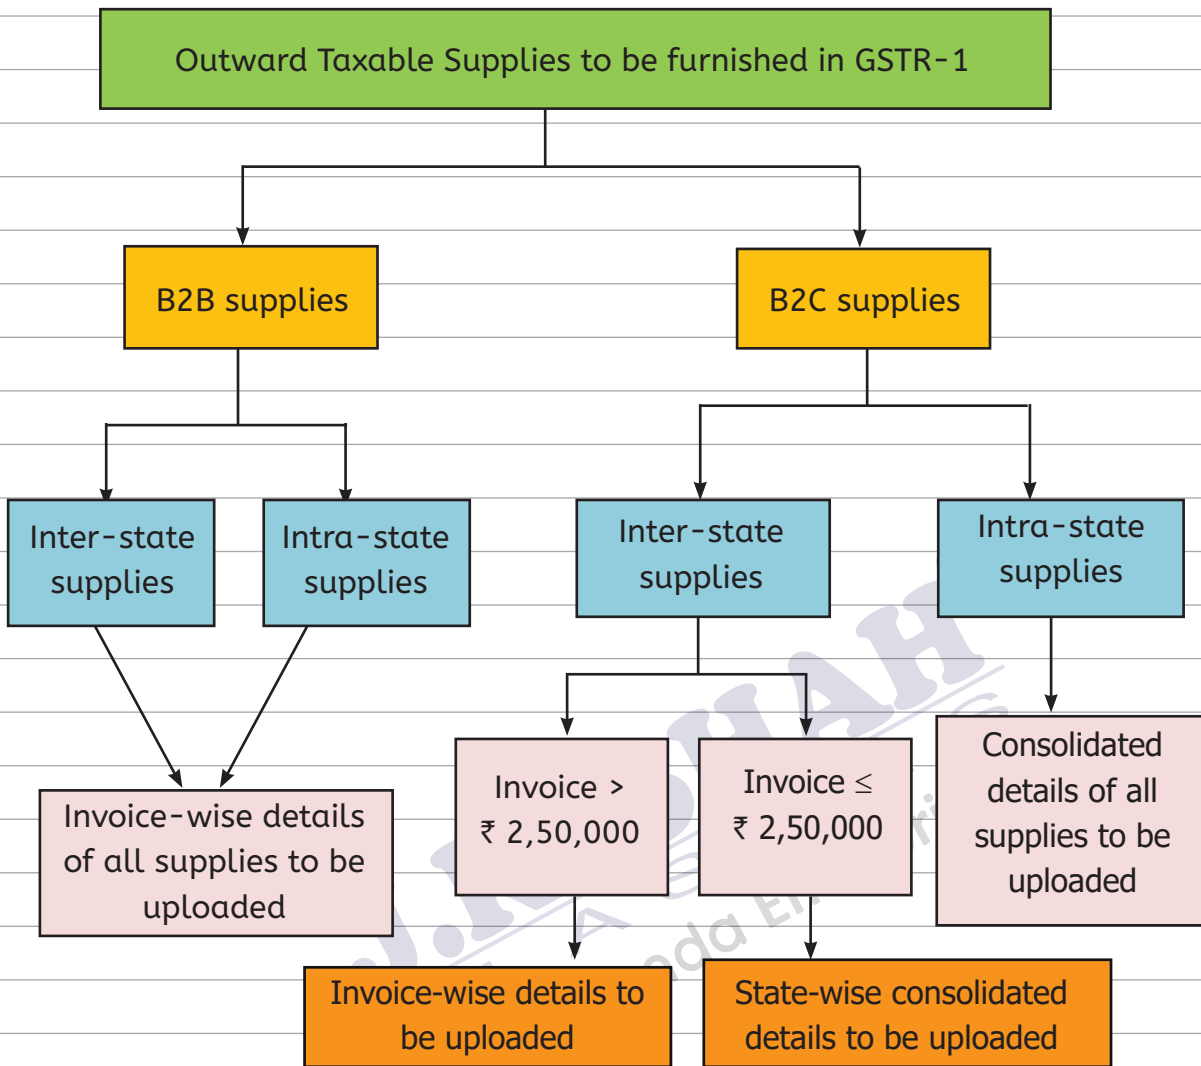 Outward Taxable Supplies to be furnished in GSTR-1
B2B supplies
B2C supplies
Inter-state
supplies
Intra-state
supplies
Inter-state
supplies
Intra-state
supplies
Invoice-wise details
of all supplies to be
uploaded
Invoice >
₹ 2,50,000
Invoice ≤
₹ 2,50,000
Consolidated
details of all
supplies to be
uploaded
Invoice-wise details to
be uploaded
State-wise consolidated
details to be uploaded